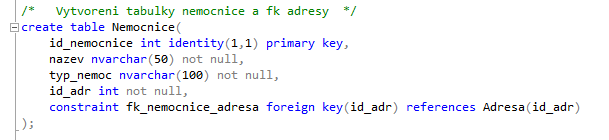 /*   Vytvoreni tabulky nemocnice a fk adresy  */
create table Nemocnice(
    id_nemocnice int identity(1,1) primary key,
    nazev nvarchar(50) not null,
    typ_nemoc nvarchar(100) not null,
    id_adr int not null,
    constraint fk_nemocnice_adresa foreign key(id_adr) references Adresa(id_adr)
);